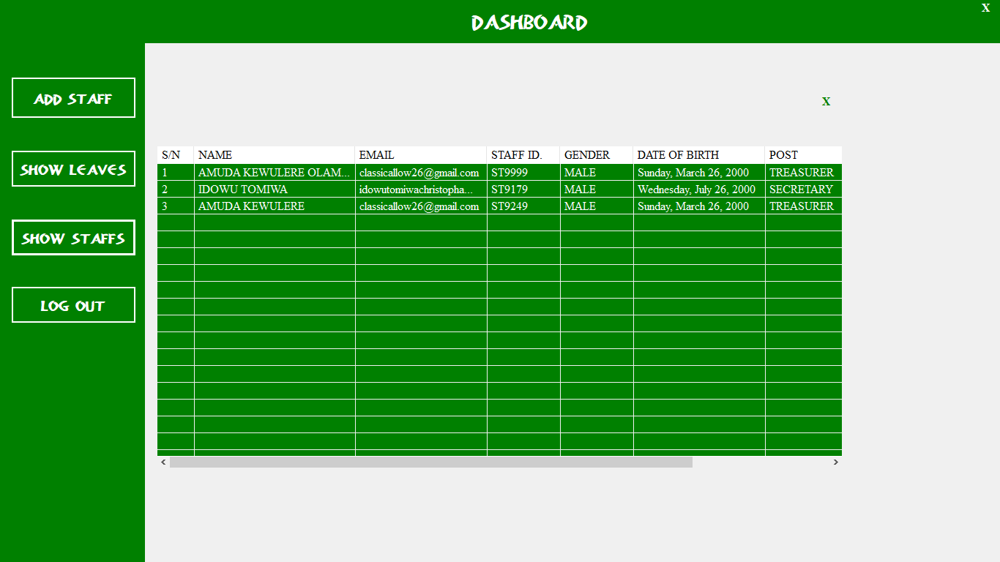 X
DASHBOARD
ADD STAFF
SHOW LEAVES
SHOW STAFFS
LOG OUT
X
S/N NAME EMAIL STAFF ID. GENDER DATE OF BIRTH POST
1 AMUDA KEWULERE OLAM... classicallow26@gmail.com ST9999 MALE Sunday, March 26, 2000 TREASURER
2 IDOWU TOMIWA idowutomiwachristopha... ST9179 MALE Wednesday, July 26, 2000 SECRETARY
3 AMUDA KEWULERE classicallow26@gmail.com ST9249 MALE Sunday, March 26, 2000 TREASURER